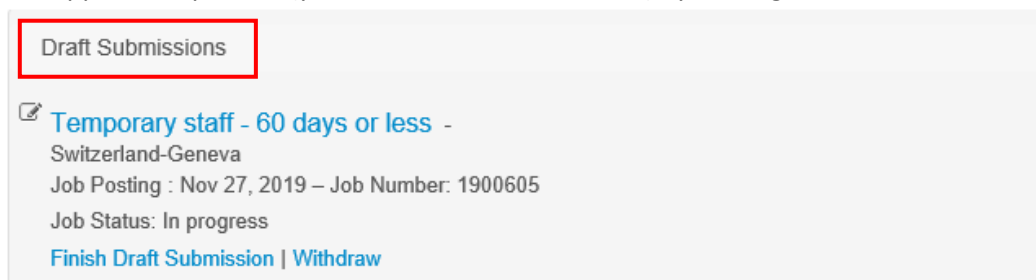 Draft Submissions
Temporary staff - 60 days or less -
Switzerland-Geneva
Job Posting : Nov 27, 2019 – Job Number: 1900605
Job Status: In progress
Finish Draft Submission | Withdraw